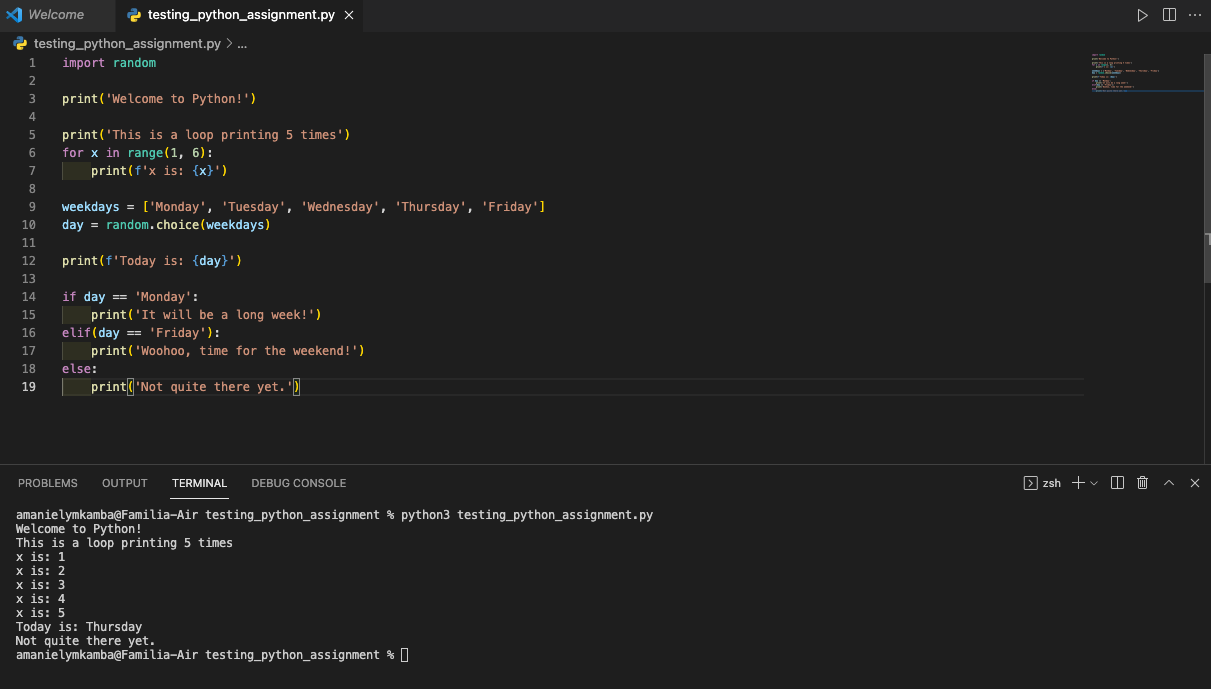 Welcome
testing_python_assignment.py
testing_python_assignment.py > ...
1 import random
2
3 print('Welcome to Python!')
4
5 print('This is a loop printing 5 times')
6 for x in range(1, 6):
7     print(f'x is: {x}')
8
9 weekdays = ['Monday', 'Tuesday', 'Wednesday', 'Thursday', 'Friday']
10 day = random.choice(weekdays)
11
12 print(f'Today is: {day}')
13
14 if day == 'Monday':
15     print('It will be a long week!')
16 elif(day == 'Friday'):
17     print('Woohoo, time for the weekend!')
18 else:
19     print('Not quite there yet.')
PROBLEMS OUTPUT TERMINAL DEBUG CONSOLE zsh
amanielymkamba@Familia-Air testing_python_assignment % python3 testing_python_assignment.py
Welcome to Python!
This is a loop printing 5 times
x is: 1
x is: 2
x is: 3
x is: 4
x is: 5
Today is: Thursday
Not quite there yet.
amanielymkamba@Familia-Air testing_python_assignment %